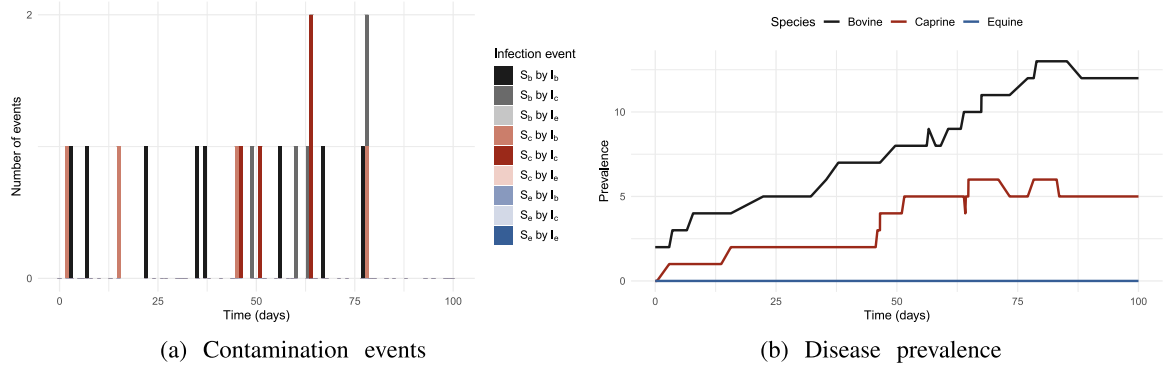 2
1
0
Number of events
0
25
50
75
100
Time (days)
Infection event
S_b by I_b
S_b by I_c
S_b by I_e
S_c by I_b
S_c by I_c
S_c by I_e
S_e by I_b
S_e by I_c
S_e by I_e
(a) Contamination events
Species Bovine Caprine Equine
10
5
0
Prevalence
0
25
50
75
100
Time (days)
(b) Disease prevalence